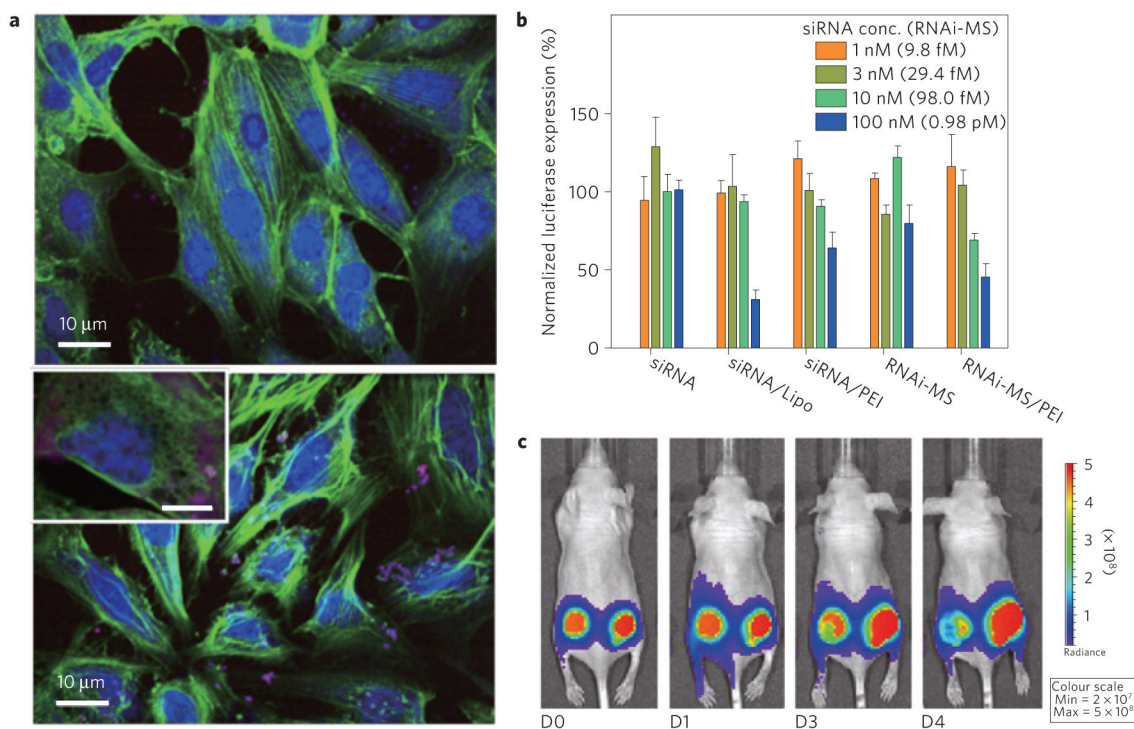 a
10 µm
10 µm
b
siRNA conc. (RNAi-MS)
1 nM (9.8 fM)
3 nM (29.4 fM)
10 nM (98.0 fM)
100 nM (0.98 pM)
Normalized luciferase expression (%)
150
100
50
0
siRNA
siRNA/Lipo
siRNA/PEI
RNAi-MS
RNAi-MS/PEI
c
D0
D1
D3
D4
5
4
3
2
1
(× 10⁸)
Radiance
Colour scale
Min = 2 × 10⁷
Max = 5 × 10⁸